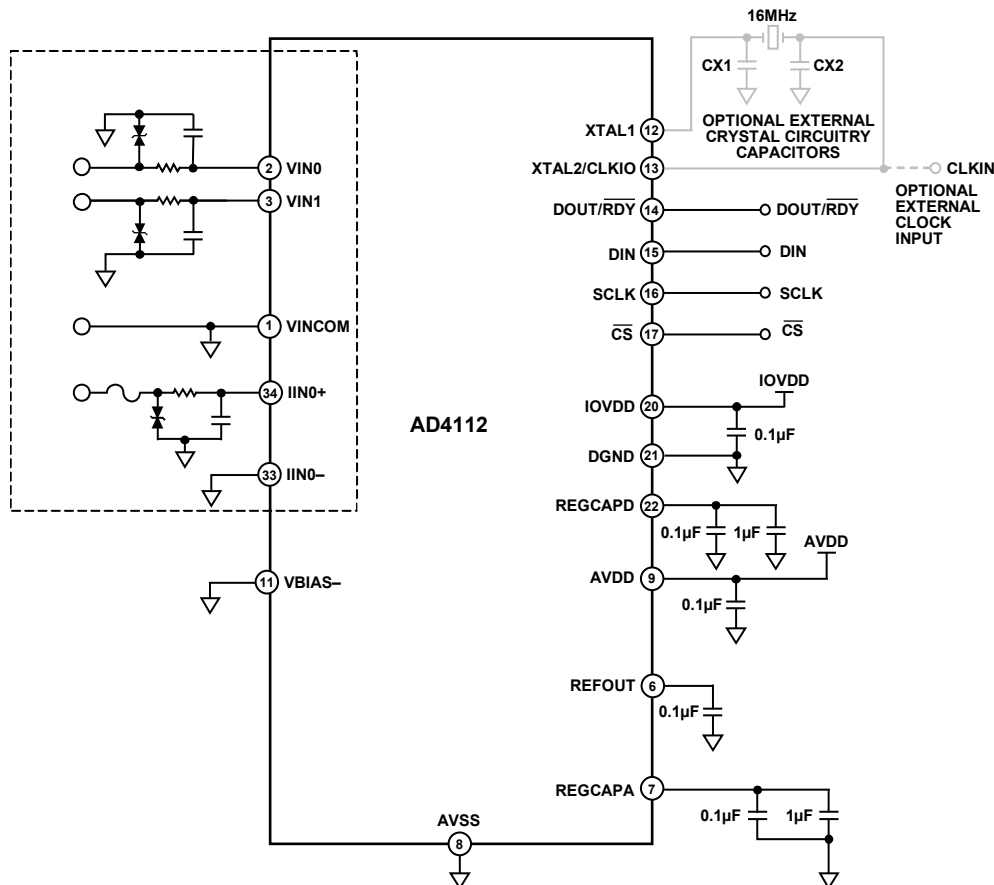 16MHz
CX1
CX2
OPTIONAL EXTERNAL
CRYSTAL CIRCUITRY
CAPACITORS
XTAL1
12
XTAL2/CLKIO
13
CLKIN
OPTIONAL
EXTERNAL
CLOCK
INPUT
2
VIN0
3
VIN1
DOUT/RDY
14
DOUT/RDY
DIN
15
DIN
SCLK
16
SCLK
CS
17
CS
1
VINCOM
34
IIN0+
33
IIN0–
AD4112
IOVDD
IOVDD
20
0.1µF
DGND
21
REGCAPD
22
0.1µF
1µF
AVDD
AVDD
9
0.1µF
11
VBIAS–
REFOUT
6
0.1µF
REGCAPA
7
0.1µF
1µF
AVSS
8